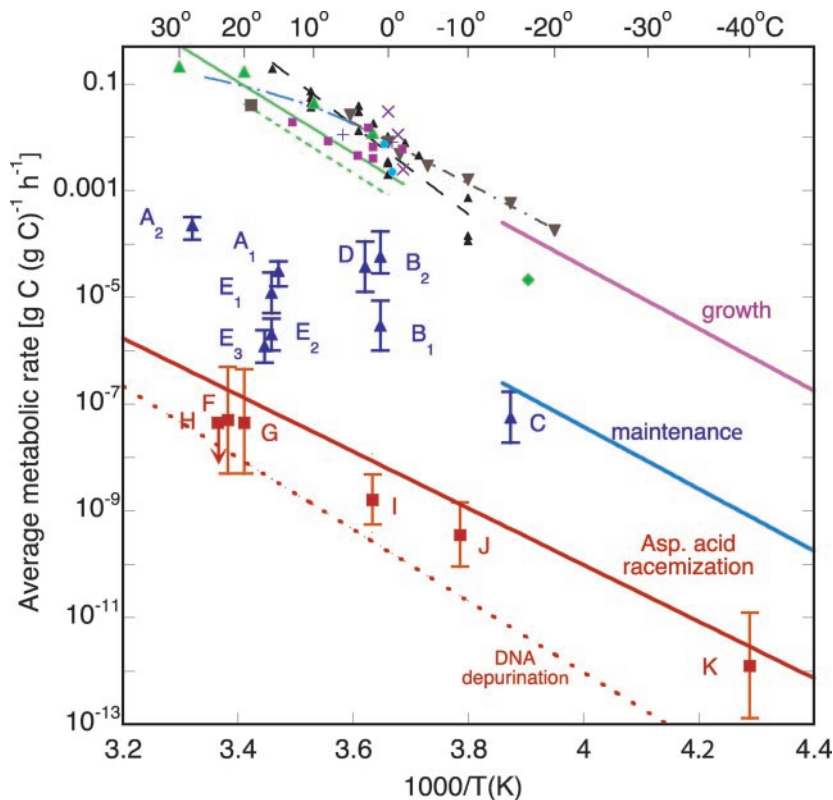 30° 20° 10° 0° -10° -20° -30° -40°C
0.1
0.001
10⁻⁵
10⁻⁷
10⁻⁹
10⁻¹¹
10⁻¹³
Average metabolic rate [g C (g C)⁻¹ h⁻¹]
A₂
A₁
D
B₂
E₁
B₁
E₃
E₂
growth
F
H
G
C
maintenance
I
J
Asp. acid
racemization
K
DNA
depurination
3.2 3.4 3.6 3.8 4 4.2 4.4
1000/T(K)